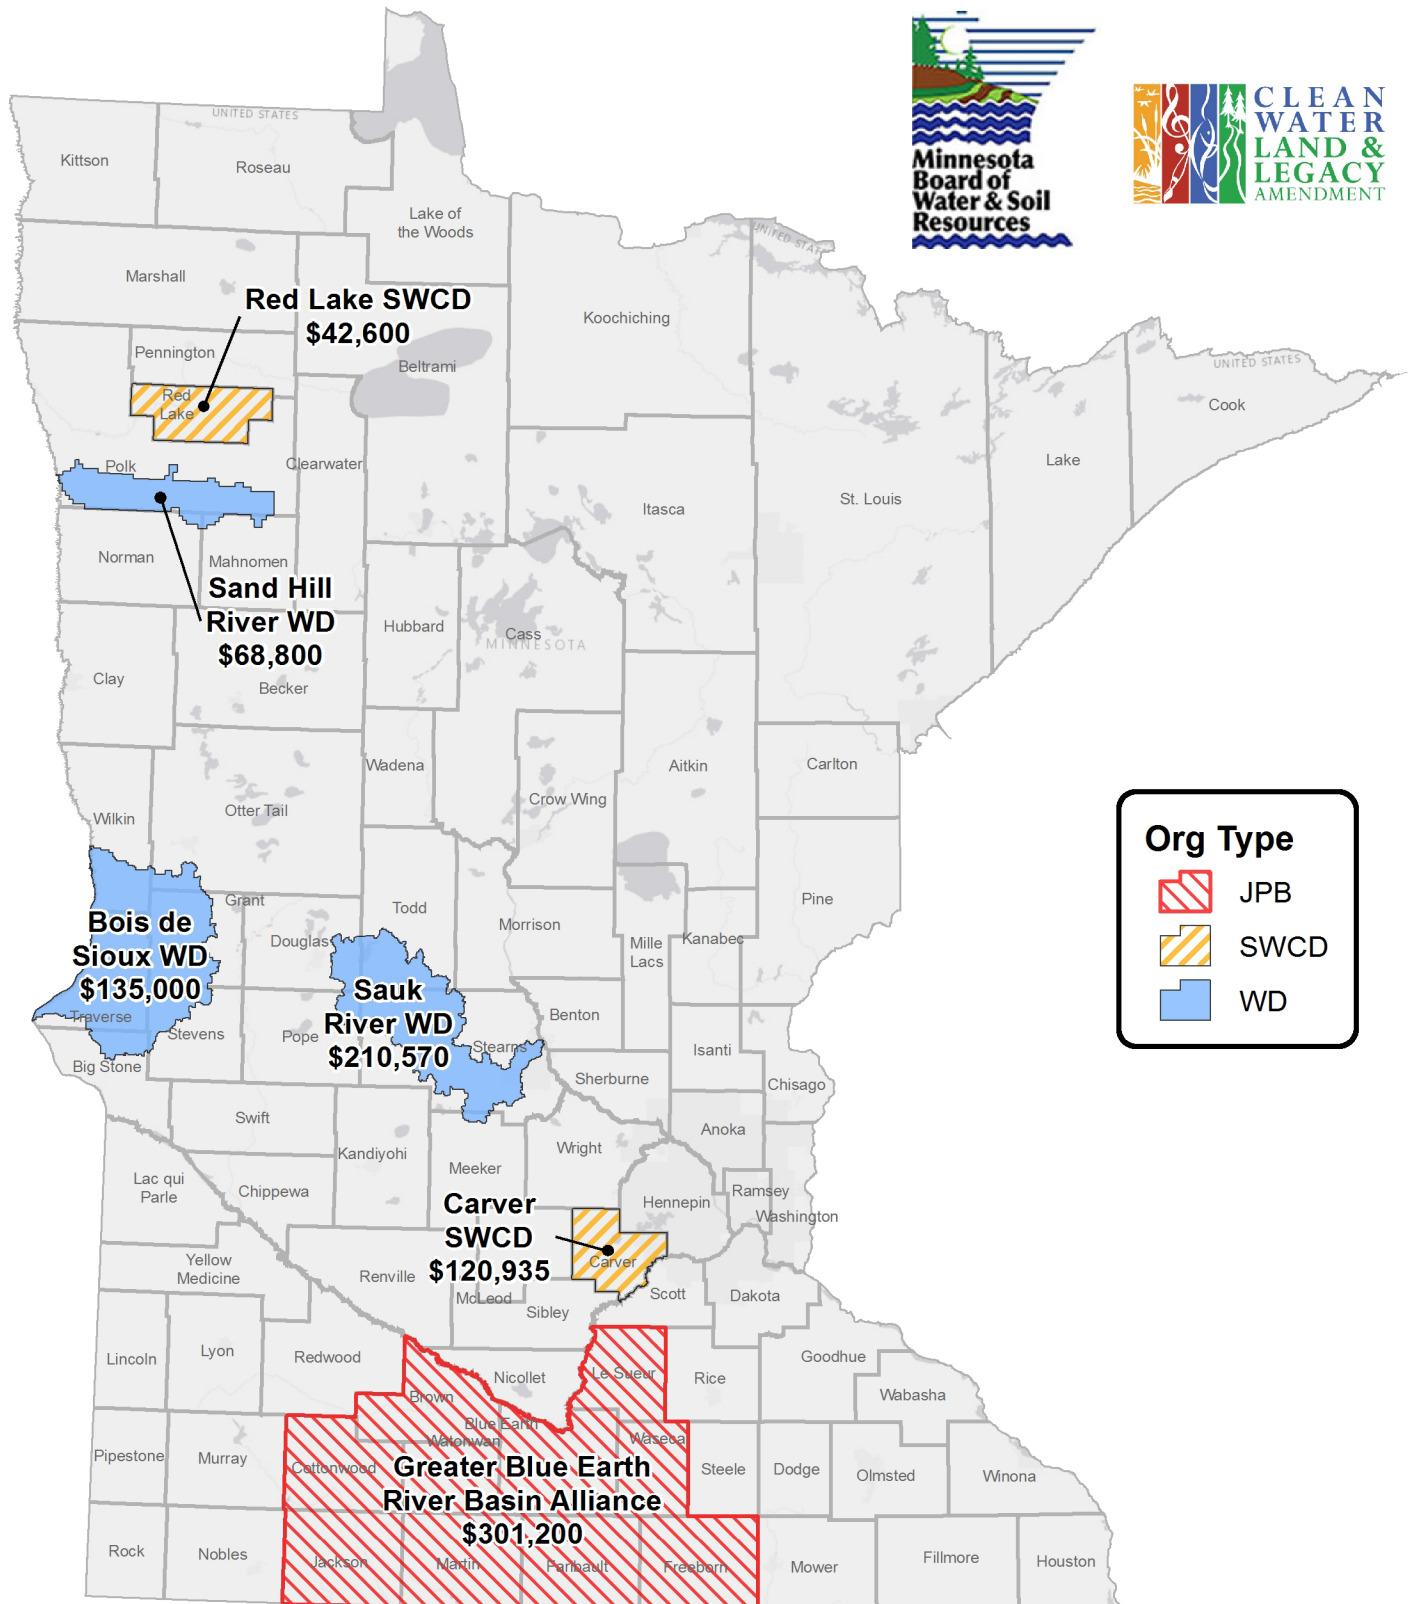 Minnesota
Board of
Water & Soil
Resources
CLEAN
WATER
LAND &
LEGACY
AMENDMENT
UNITED STATES
Kittson
Roseau
Lake of
the Woods
UNITED STATES
Marshall
Red Lake SWCD
$42,600
Koochiching
Pennington
Beltrami
UNITED STATES
Red
Lake
Cook
Polk
Clearwater
Lake
St. Louis
Itasca
Norman
Mahnomen
Sand Hill
River WD
$68,800
Hubbard
Cass
MINNESOTA
Clay
Becker
Wadena
Aitkin
Carlton
Crow Wing
Otter Tail
Wilkin
Org Type
JPB
SWCD
WD
Grant
Todd
Pine
Bois de
Sioux WD
$135,000
Douglas
Morrison
Mille
Lacs
Kanabec
Sauk
River WD
$210,570
Traverse
Stevens
Pope
Stearns
Benton
Isanti
Big Stone
Sherburne
Chisago
Swift
Anoka
Kandiyohi
Wright
Meeker
Lac qui
Parle
Chippewa
Hennepin
Ramsey
Washington
Carver
SWCD
$120,935
Carver
Yellow
Medicine
Renville
McLeod
Sibley
Scott
Dakota
Lincoln
Lyon
Redwood
Nicollet
Le Sueur
Rice
Goodhue
Wabasha
Brown
Blue Earth
Watonwan
Waseca
Pipestone
Murray
Cottonwood
Greater Blue Earth
River Basin Alliance
$301,200
Steele
Dodge
Olmsted
Winona
Rock
Nobles
Jackson
Martin
Faribault
Freeborn
Mower
Fillmore
Houston